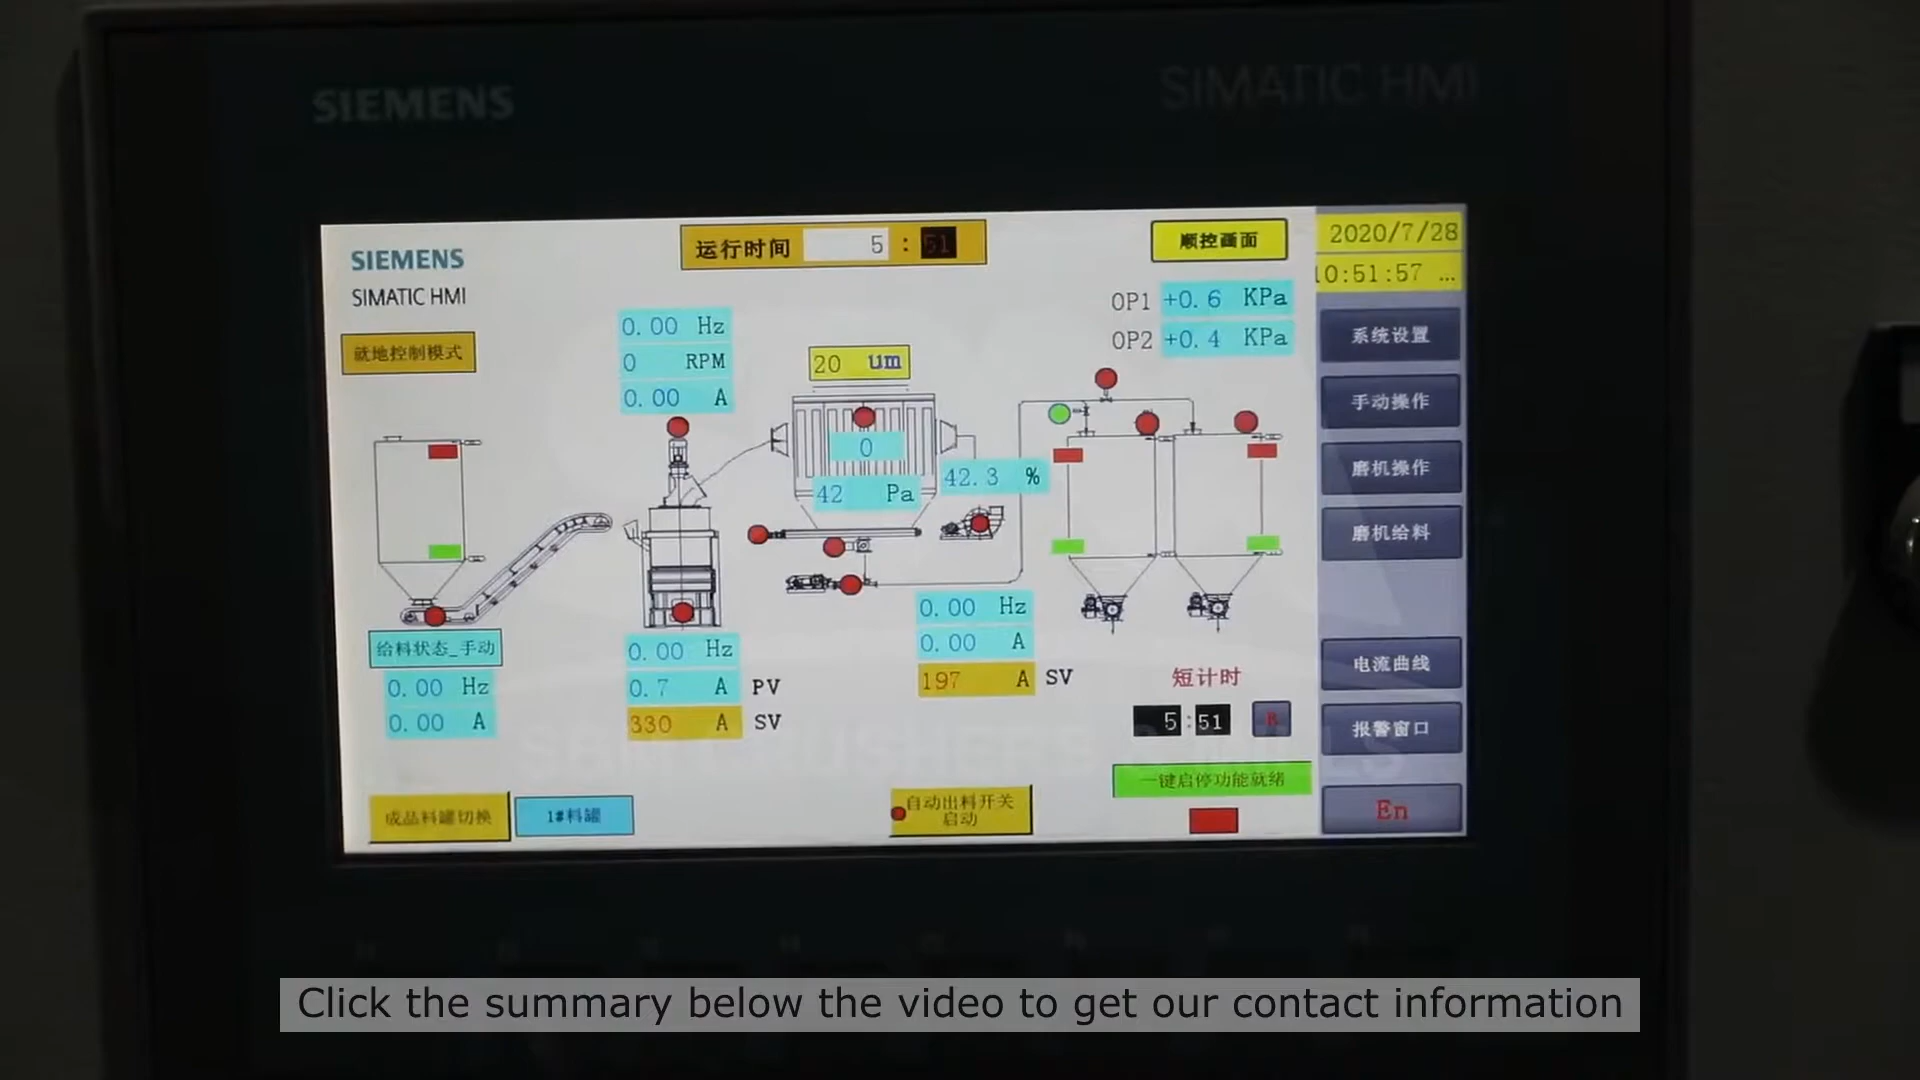 SIEMENS
SIMATIC HMI
SIEMENS
SIMATIC HMI
运行时间 5 : 51
顺控画面
2020/7/28
10:51:57 ...
OP1 +0.6 KPa
OP2 +0.4 KPa
就地控制模式
0.00 Hz
0 RPM
0.00 A
20 um
0
42 Pa
42.3 %
系统设置
手动操作
磨机操作
磨机给料
电流曲线
报警窗口
En
给料状态_手动
0.00 Hz
0.00 A
0.00 Hz
0.7 A PV
330 A SV
0.00 Hz
0.00 A
197 A SV
短计时
5 : 51 R
一键启停功能就绪
成品料罐切换
1#料罐
自动出料开关
启动
Click the summary below the video to get our contact information